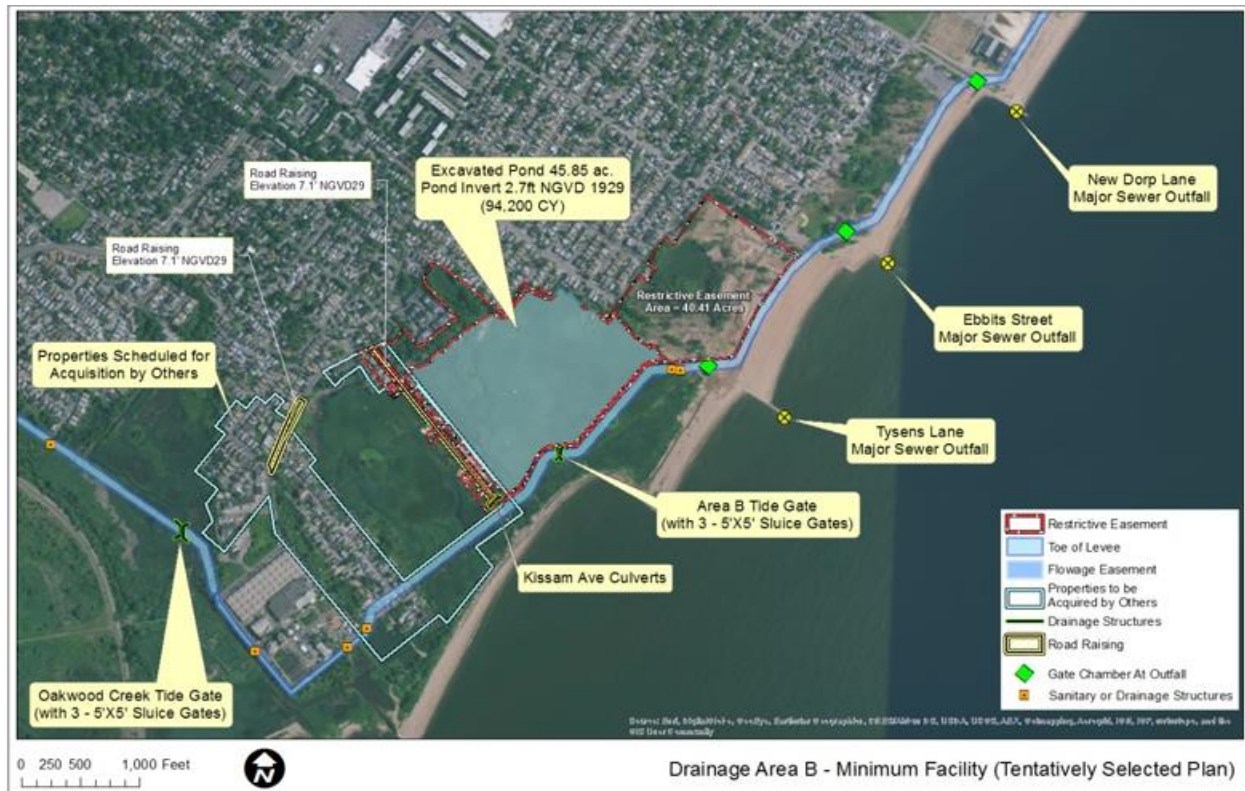 Road Raising
Elevation 7.1' NGVD29
Excavated Pond 45.85 ac.
Pond Invert 2.7ft NGVD 1929
(94,200 CY)
New Dorp Lane
Major Sewer Outfall
Road Raising
Elevation 7.1' NGVD29
Restrictive Easement
Area = 40.41 Acres
Ebbits Street
Major Sewer Outfall
Properties Scheduled for
Acquisition by Others
Tysens Lane
Major Sewer Outfall
Area B Tide Gate
(with 3 - 5'X5' Sluice Gates)
Kissam Ave Culverts
Oakwood Creek Tide Gate
(with 3 - 5'X5' Sluice Gates)
Restrictive Easement
Toe of Levee
Flowage Easement
Properties to be
Acquired by Others
Drainage Structures
Road Raising
Gate Chamber At Outfall
Sanitary or Drainage Structures
0 250 500 1,000 Feet
N
Drainage Area B - Minimum Facility (Tentatively Selected Plan)